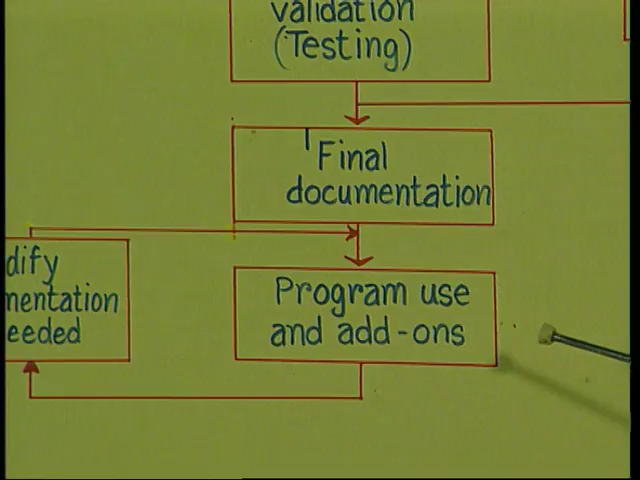 validation
(Testing)
Final
documentation
dify
mentation
eeded
Program use
and add-ons